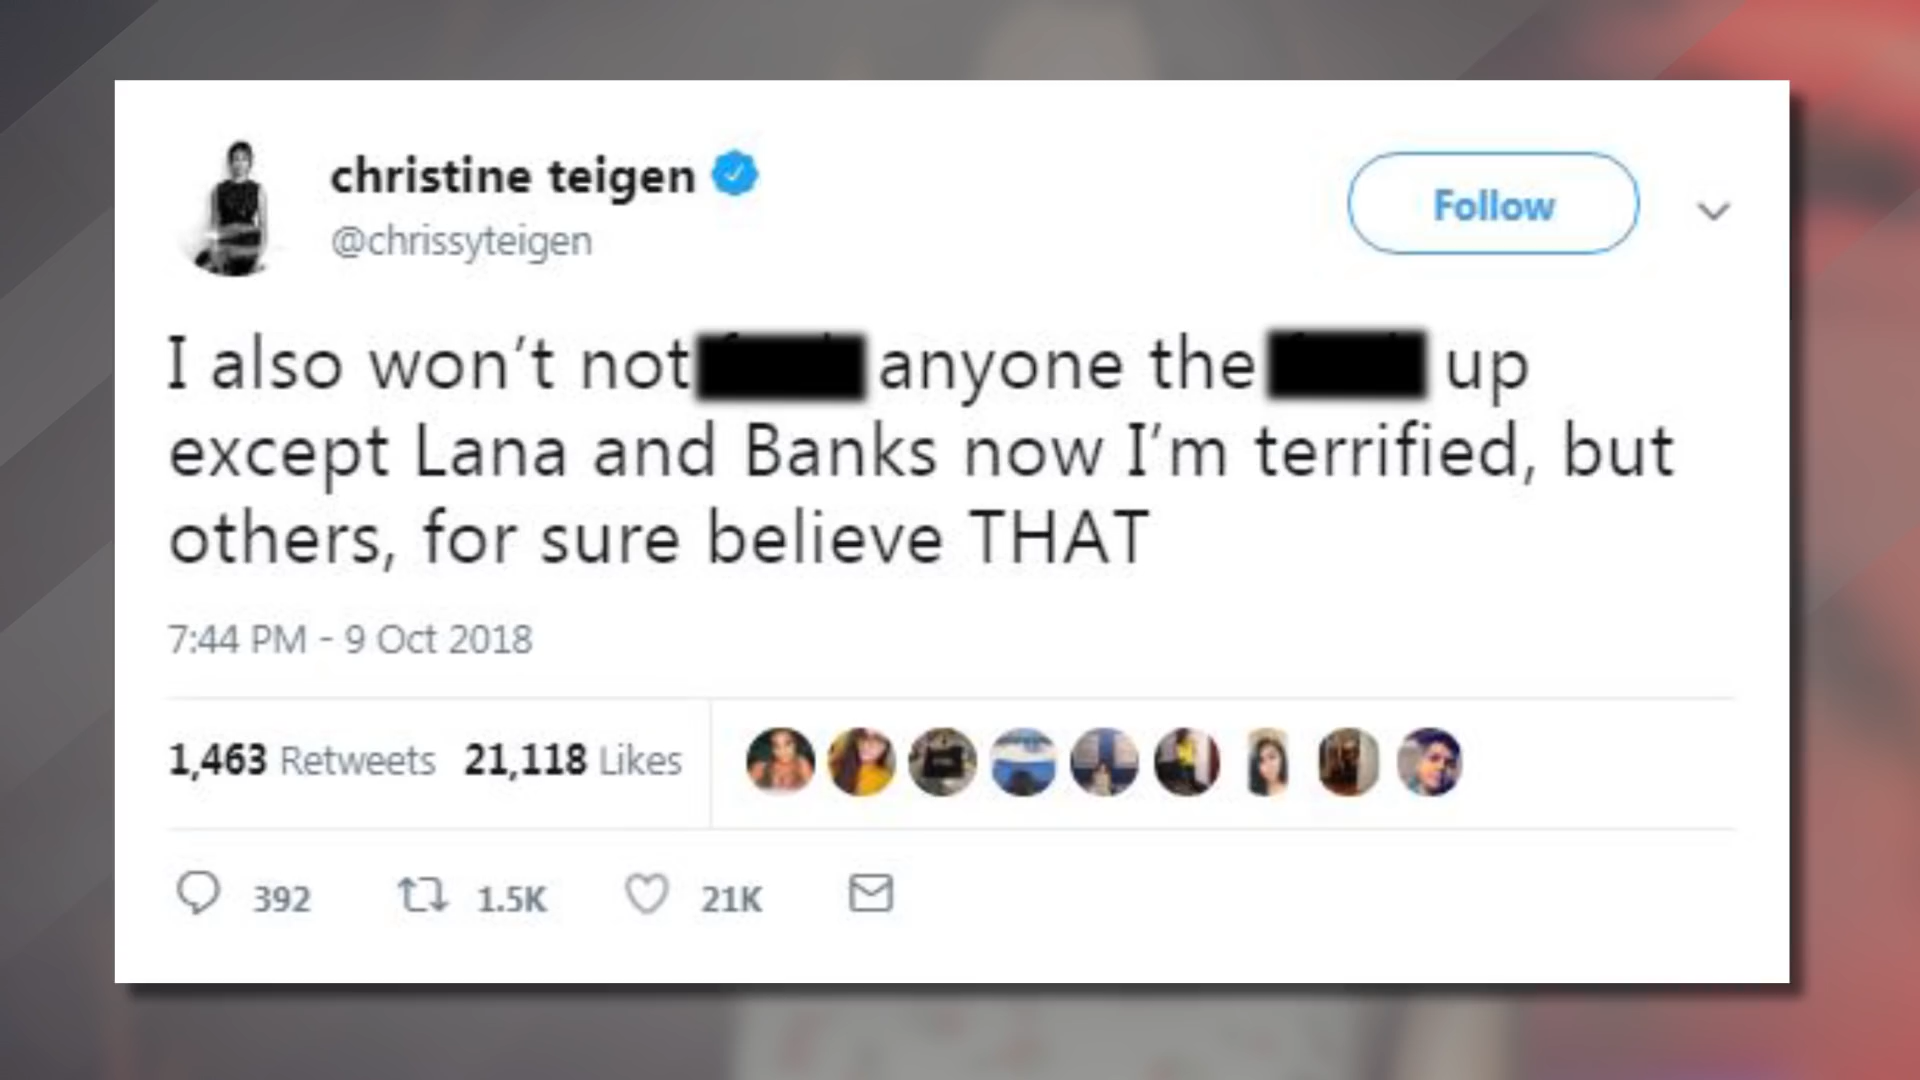 christine teigen
@chrissyteigen
Follow
I also won't not anyone the up
except Lana and Banks now I'm terrified, but
others, for sure believe THAT
7:44 PM - 9 Oct 2018
1,463 Retweets 21,118 Likes
392 1.5K 21K